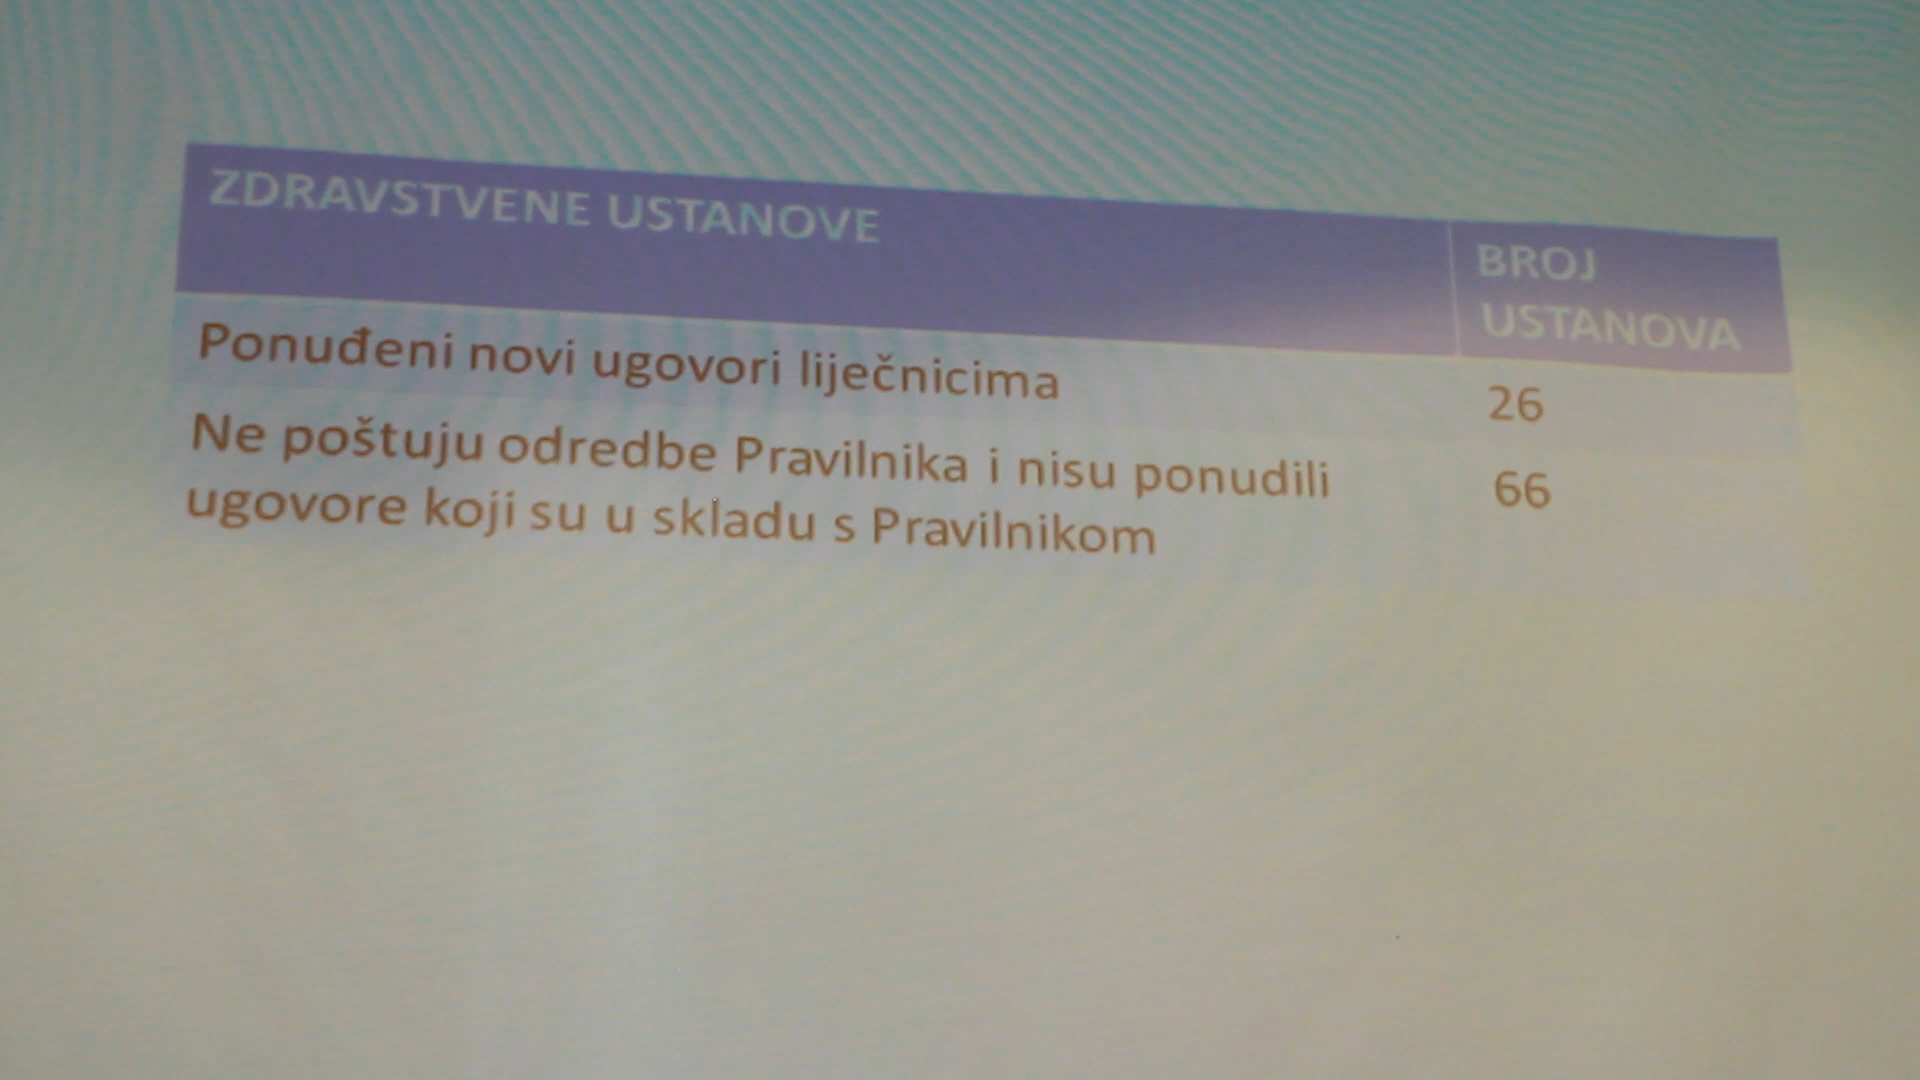 ZDRAVSTVENE USTANOVE
BROJ
USTANOVA
Ponuđeni novi ugovori liječnicima
26
Ne poštuju odredbe Pravilnika i nisu ponudili
ugovore koji su u skladu s Pravilnikom
66